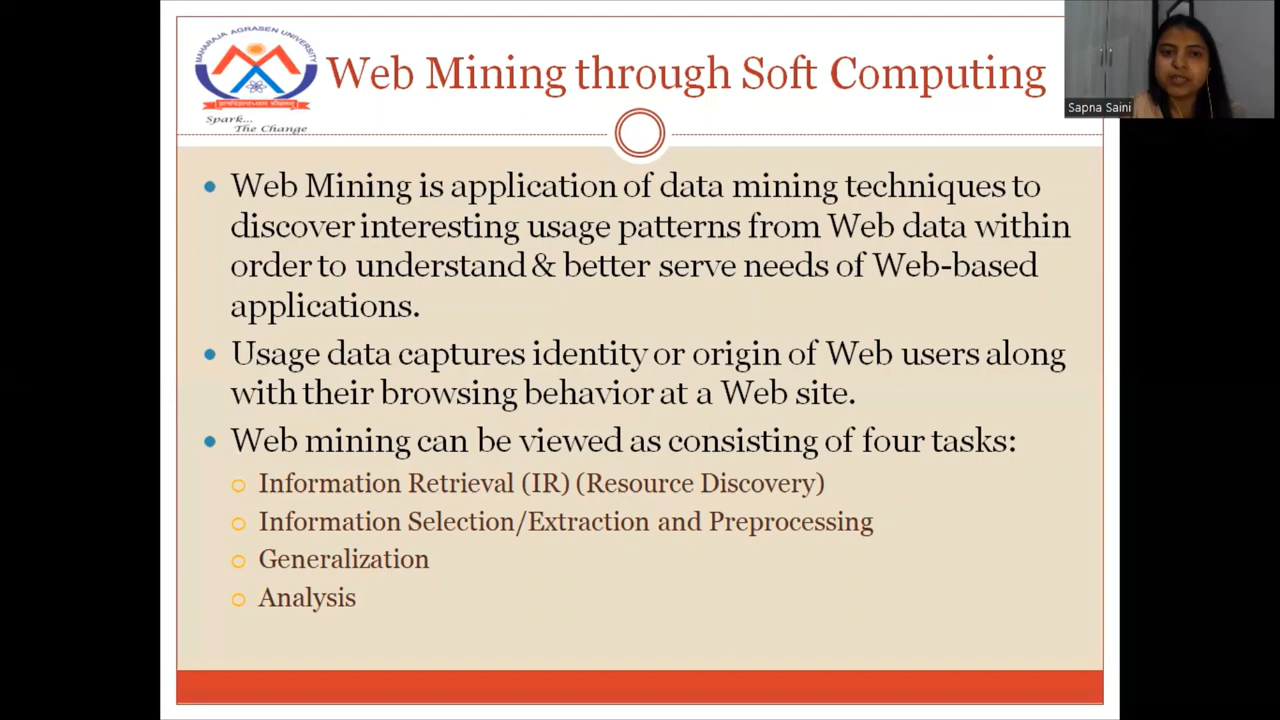 MAHARAJA AGRASEN UNIVERSITY
Spark...
The Change
Web Mining through Soft Computing
Sapna Saini
• Web Mining is application of data mining techniques to
discover interesting usage patterns from Web data within
order to understand & better serve needs of Web-based
applications.
• Usage data captures identity or origin of Web users along
with their browsing behavior at a Web site.
• Web mining can be viewed as consisting of four tasks:
Information Retrieval (IR) (Resource Discovery)
Information Selection/Extraction and Preprocessing
Generalization
Analysis